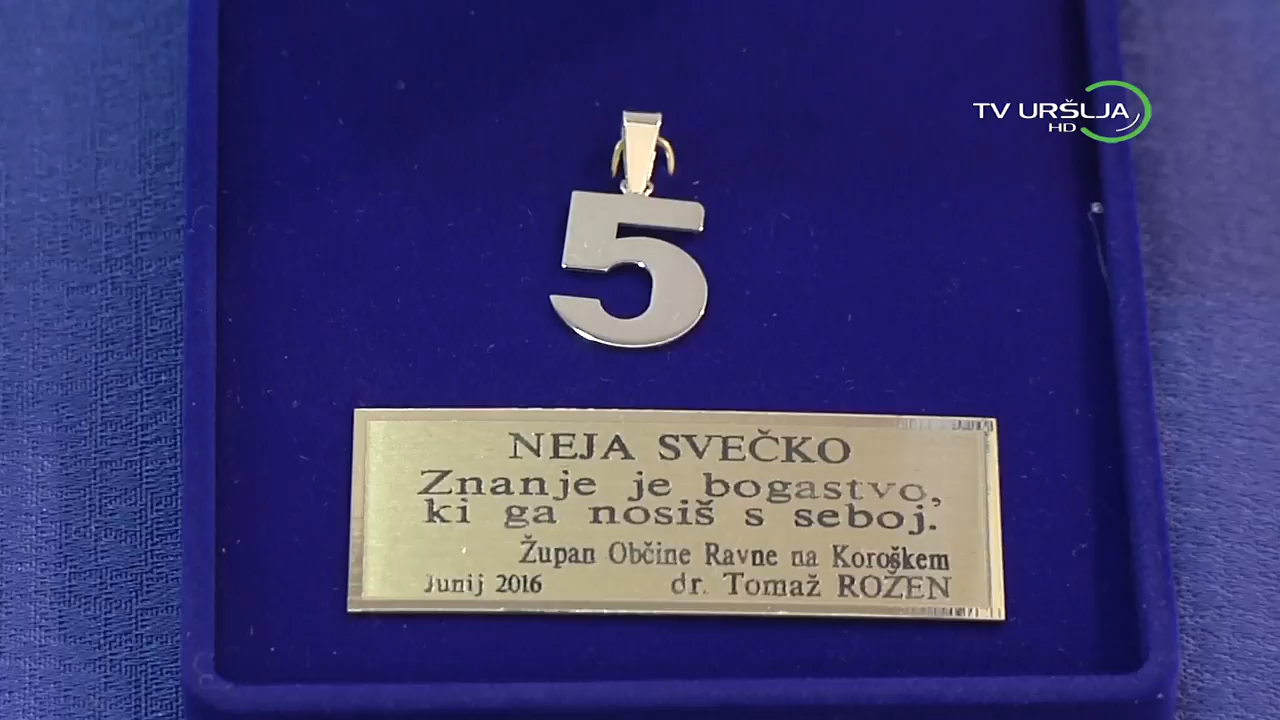 TV URŠLJA
HD
5
NEJA SVEČKO
Znanje je bogastvo,
ki ga nosiš s seboj.
Župan Občine Ravne na Koroškem
Junij 2016 dr. Tomaž ROŽEN